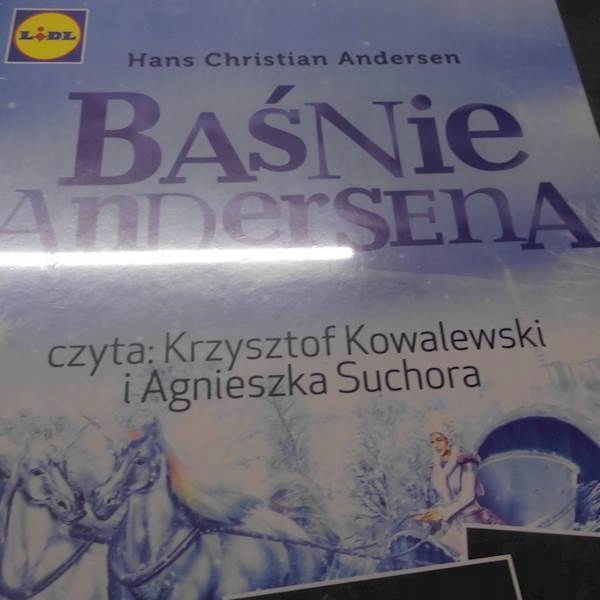 LIDL
Hans Christian Andersen
BAśNie
AnDerSENA
czyta: Krzysztof Kowalewski
i Agnieszka Suchora